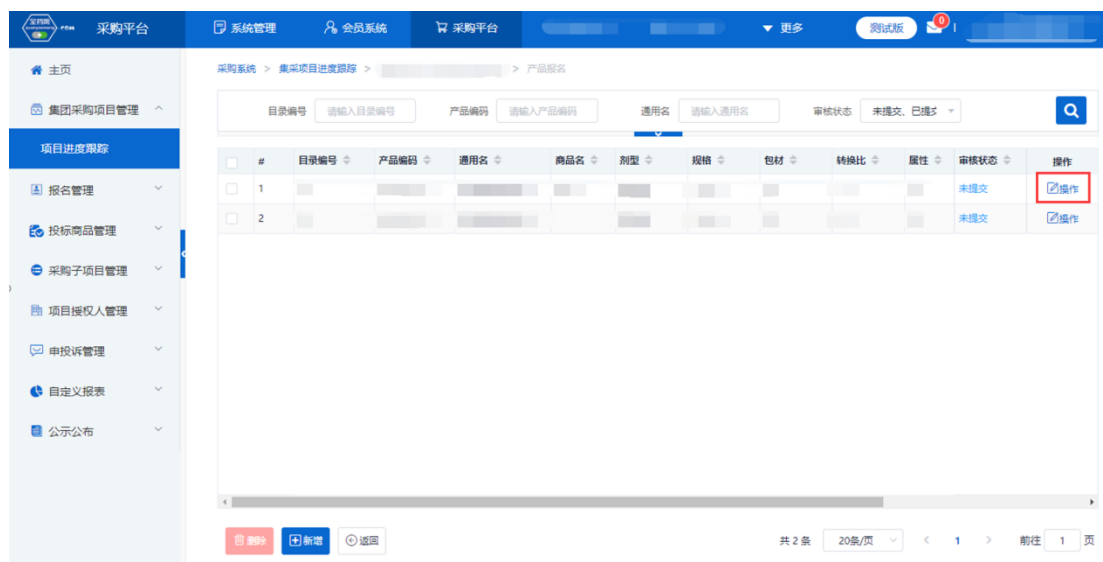 采购平台 系统管理 会员系统 采购平台 更多 测试版 0
主页 采购系统 > 集采项目进度跟踪 > > 产品报名
集团采购项目管理 目录编号 请输入目录编号 产品编码 请输入产品编码 通用名 请输入通用名 审核状态 未提交、已提交
项目进度跟踪
# 目录编号 产品编码 通用名 商品名 剂型 规格 包材 转换比 属性 审核状态 操作
报名管理 1 未提交 操作
投标商品管理 2 未提交 操作
采购子项目管理
项目授权人管理
申投诉管理
自定义报表
公示公布
删除 新增 返回 共 2 条 20条/页 < 1 > 前往 1 页